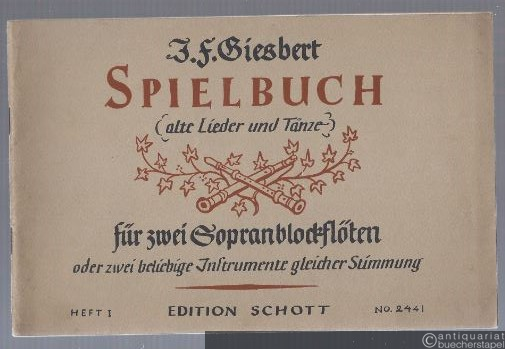 J. F. Giesbert
SPIELBUCH
(alte Lieder und Tänze)
für zwei Sopranblockflöten
oder zwei beliebige Instrumente gleicher Stimmung
HEFT I EDITION SCHOTT NO. 2441
antiquariat
buecherstapel